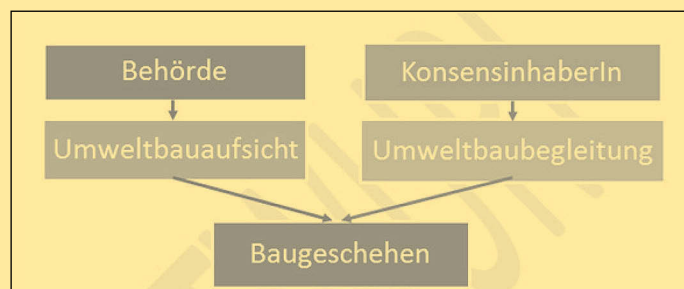 Behörde
KonsensinhaberIn
Umweltbauaufsicht
Umweltbaubegleitung
Baugeschehen